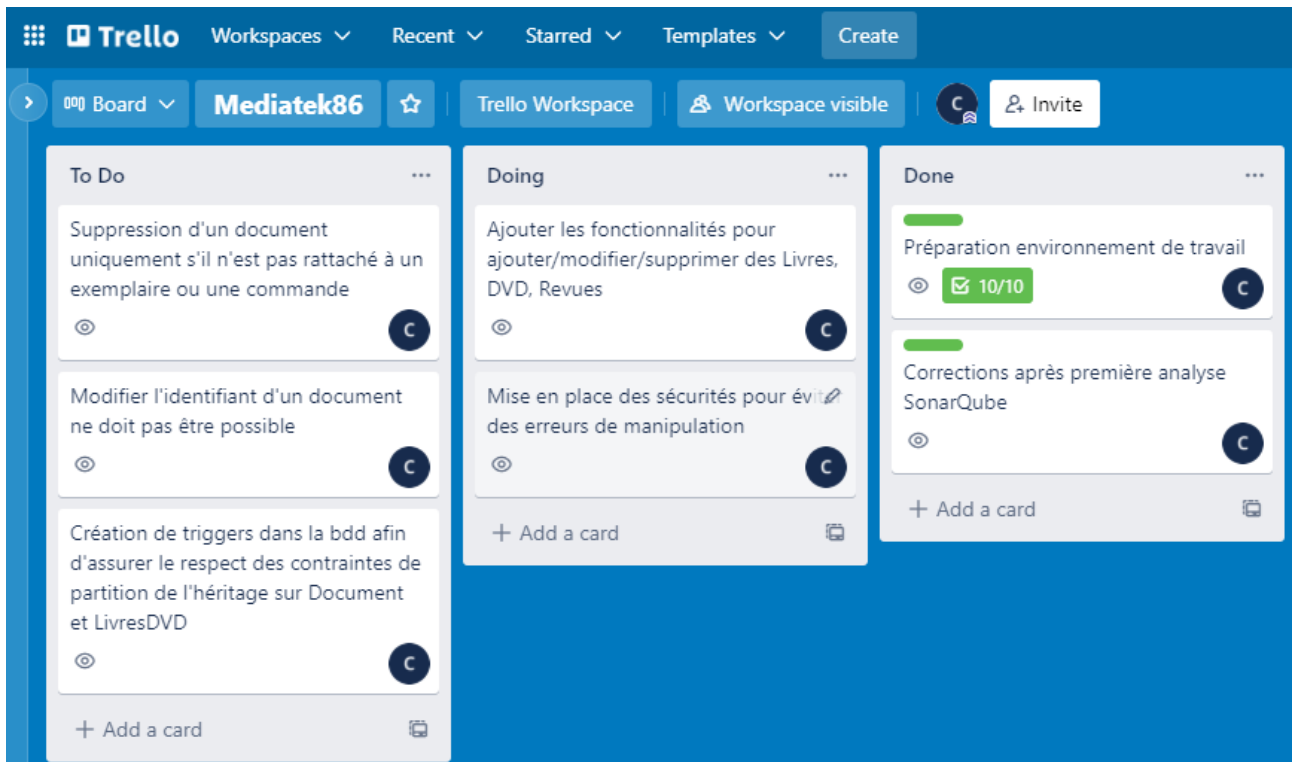 Trello Workspaces Recent Starred Templates Create
Board Mediatek86 Trello Workspace Workspace visible C Invite
To Do
Suppression d'un document
uniquement s'il n'est pas rattaché à un
exemplaire ou une commande
C
Modifier l'identifiant d'un document
ne doit pas être possible
C
Création de triggers dans la bdd afin
d'assurer le respect des contraintes de
partition de l'héritage sur Document
et LivresDVD
C
+ Add a card
Doing
Ajouter les fonctionnalités pour
ajouter/modifier/supprimer des Livres,
DVD, Revues
C
Mise en place des sécurités pour éviter
des erreurs de manipulation
C
+ Add a card
Done
Préparation environnement de travail
10/10
C
Corrections après première analyse
SonarQube
C
+ Add a card